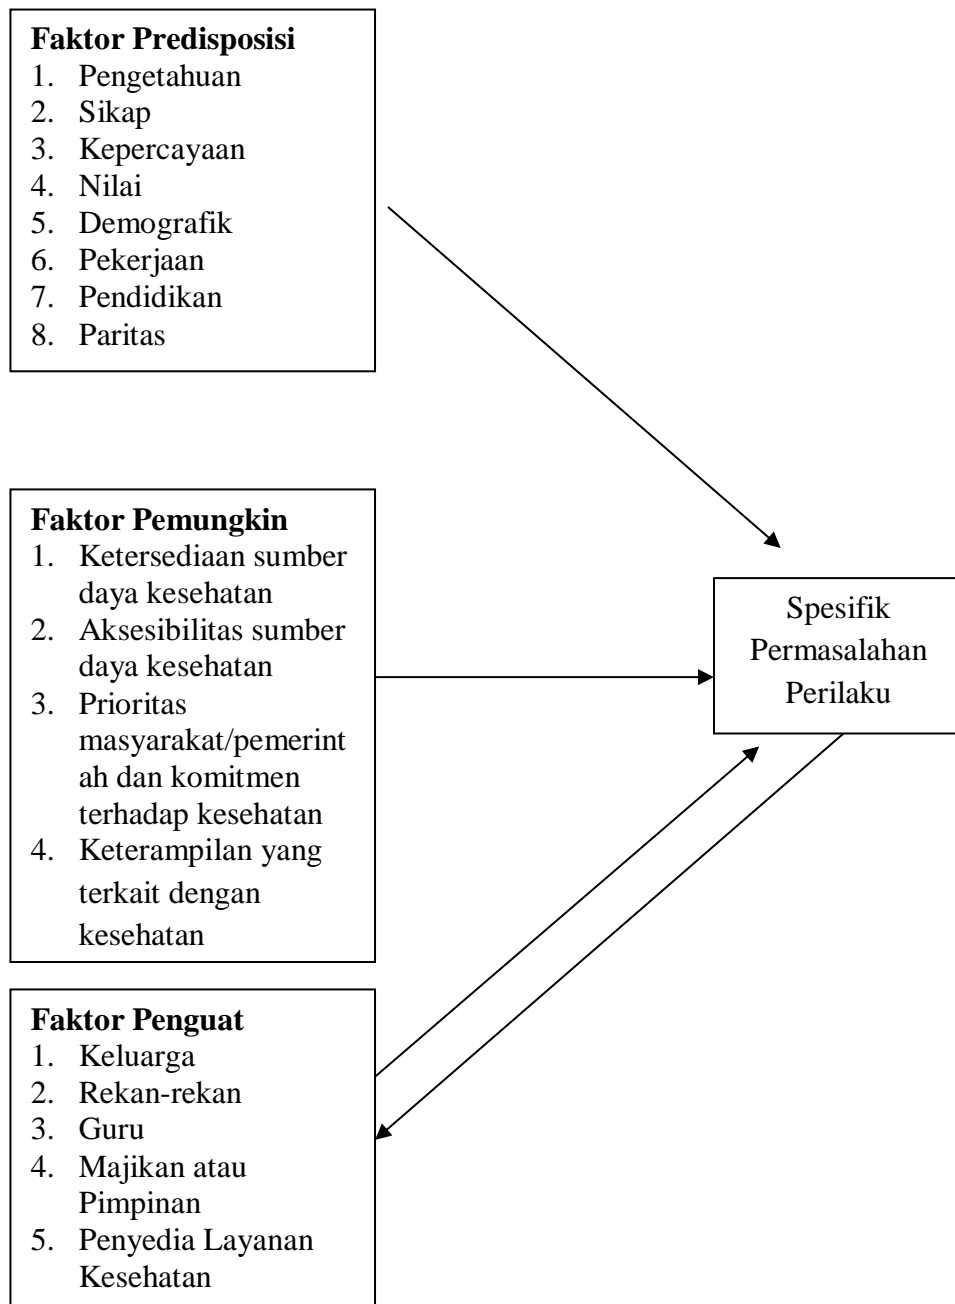 Faktor Predisposisi
1. Pengetahuan
2. Sikap
3. Kepercayaan
4. Nilai
5. Demografik
6. Pekerjaan
7. Pendidikan
8. Paritas
Faktor Pemungkin
1. Ketersediaan sumber
daya kesehatan
2. Aksesibilitas sumber
daya kesehatan
3. Prioritas
masyarakat/pemerint
ah dan komitmen
terhadap kesehatan
4. Keterampilan yang
terkait dengan
kesehatan
Spesifik
Permasalahan
Perilaku
Faktor Penguat
1. Keluarga
2. Rekan-rekan
3. Guru
4. Majikan atau
Pimpinan
5. Penyedia Layanan
Kesehatan